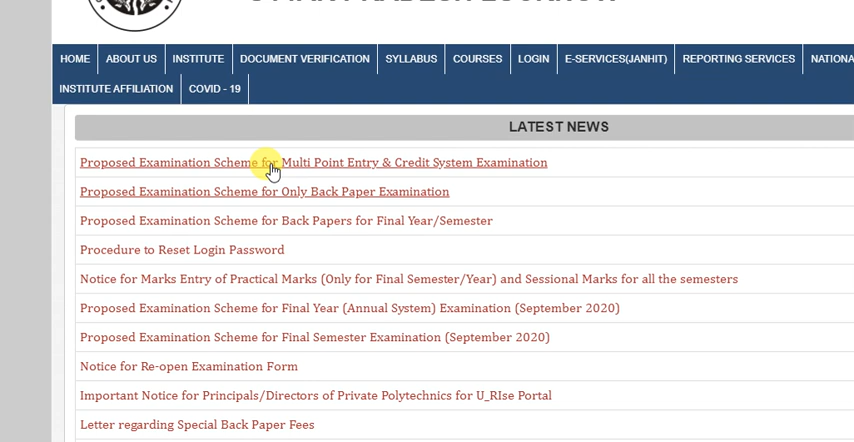 HOME ABOUT US INSTITUTE DOCUMENT VERIFICATION SYLLABUS COURSES LOGIN E-SERVICES(JANHIT) REPORTING SERVICES NATIONA
INSTITUTE AFFILIATION COVID - 19
LATEST NEWS
Proposed Examination Scheme for Multi Point Entry & Credit System Examination
Proposed Examination Scheme for Only Back Paper Examination
Proposed Examination Scheme for Back Papers for Final Year/Semester
Procedure to Reset Login Password
Notice for Marks Entry of Practical Marks (Only for Final Semester/Year) and Sessional Marks for all the semesters
Proposed Examination Scheme for Final Year (Annual System) Examination (September 2020)
Proposed Examination Scheme for Final Semester Examination (September 2020)
Notice for Re-open Examination Form
Important Notice for Principals/Directors of Private Polytechnics for U_RIse Portal
Letter regarding Special Back Paper Fees